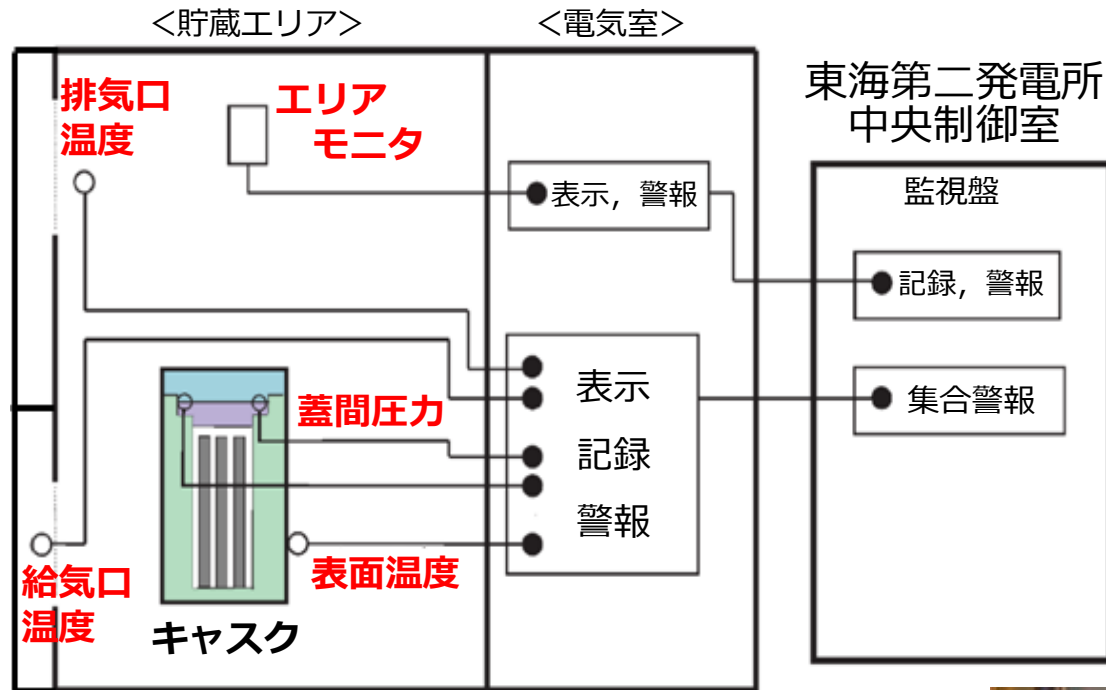 ＜貯蔵エリア＞
＜電気室＞
東海第二発電所
中央制御室
排気口
温度
エリア
モニタ
表示，警報
監視盤
記録，警報
蓋間圧力
表示
記録
警報
集合警報
給気口
温度
表面温度
キャスク